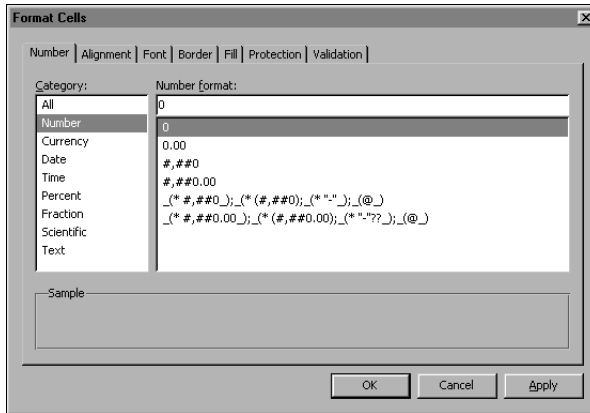 Format Cells
Number Alignment Font Border Fill Protection Validation
Category:
All
Number
Currency
Date
Time
Percent
Fraction
Scientific
Text
Number format:
0
0
0.00
#,##0
#,##0.00
_(* #,##0_);_(* (#,##0);_(* "-"_);_(@_)
_(* #,##0.00_);_(* (#,##0.00);_(* "-"??_);_(@_)
Sample
OK Cancel Apply